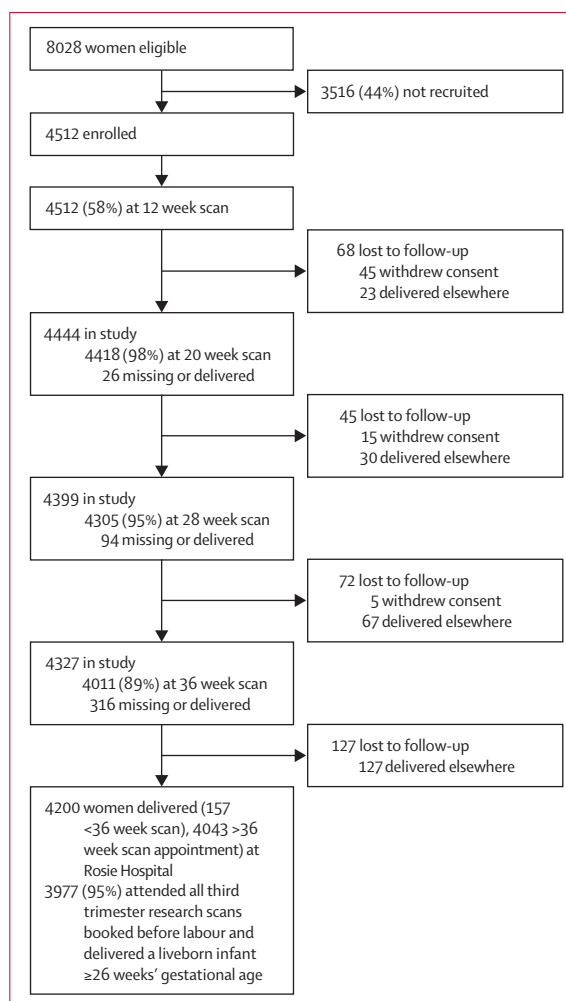 8028 women eligible
3516 (44%) not recruited
4512 enrolled
4512 (58%) at 12 week scan
68 lost to follow-up
45 withdrew consent
23 delivered elsewhere
4444 in study
4418 (98%) at 20 week scan
26 missing or delivered
45 lost to follow-up
15 withdrew consent
30 delivered elsewhere
4399 in study
4305 (95%) at 28 week scan
94 missing or delivered
72 lost to follow-up
5 withdrew consent
67 delivered elsewhere
4327 in study
4011 (89%) at 36 week scan
316 missing or delivered
127 lost to follow-up
127 delivered elsewhere
4200 women delivered (157
<36 week scan), 4043 >36
week scan appointment) at
Rosie Hospital
3977 (95%) attended all third
trimester research scans
booked before labour and
delivered a liveborn infant
≥26 weeks' gestational age